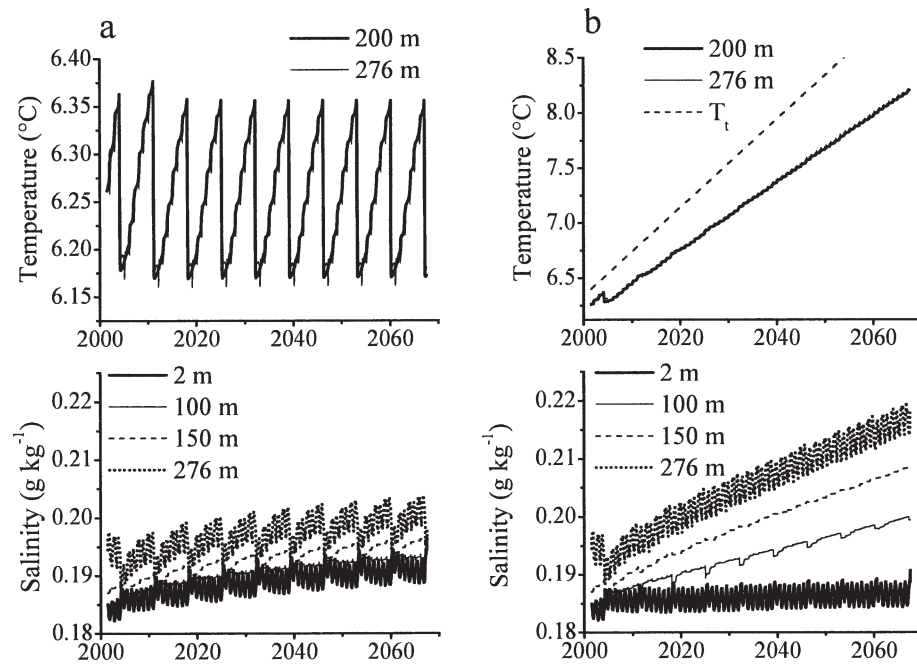 a
200 m
276 m
Temperature (°C)
6.40
6.35
6.30
6.25
6.20
6.15
2000 2020 2040 2060
b
200 m
276 m
T_t
Temperature (°C)
8.5
8.0
7.5
7.0
6.5
2000 2020 2040 2060
2 m
100 m
150 m
276 m
Salinity (g kg⁻¹)
0.22
0.21
0.20
0.19
0.18
2000 2020 2040 2060
2 m
100 m
150 m
276 m
Salinity (g kg⁻¹)
0.22
0.21
0.20
0.19
0.18
2000 2020 2040 2060